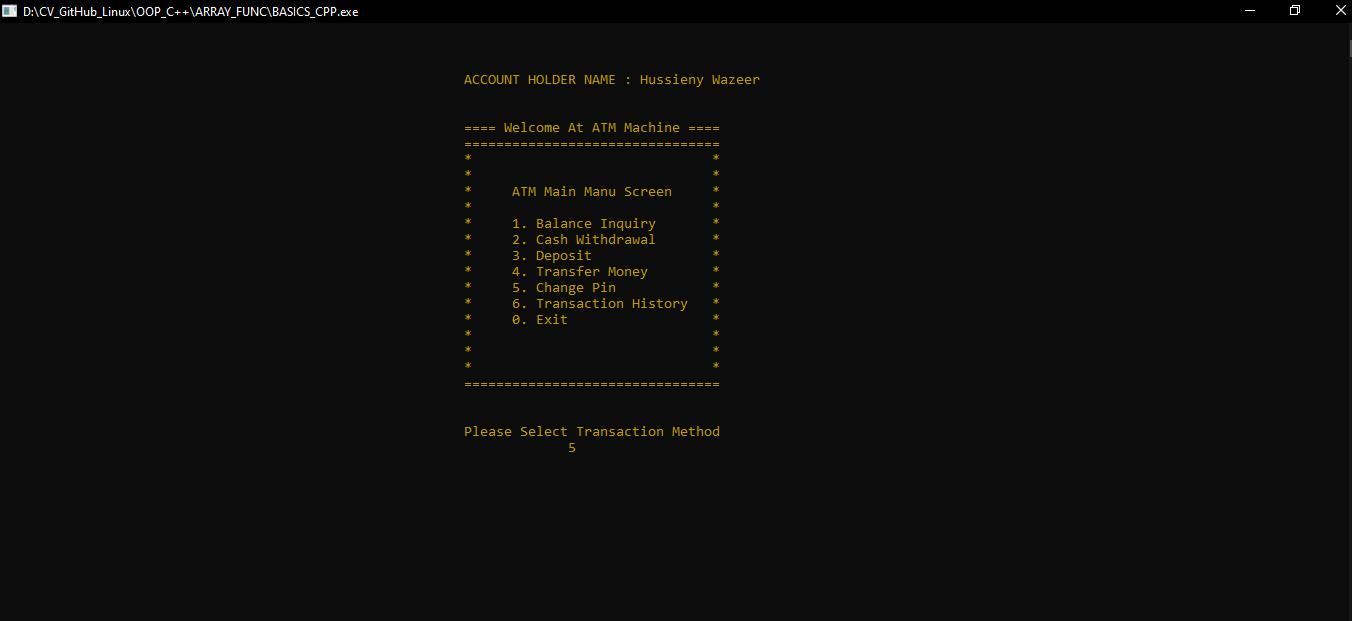 D:\CV_GitHub_Linux\OOP_C++\ARRAY_FUNC\BASICS_CPP.exe
ACCOUNT HOLDER NAME : Hussieny Wazeer
==== Welcome At ATM Machine ====
================================
* *
* *
* ATM Main Manu Screen *
* *
* 1. Balance Inquiry *
* 2. Cash Withdrawal *
* 3. Deposit *
* 4. Transfer Money *
* 5. Change Pin *
* 6. Transaction History *
* 0. Exit *
* *
* *
* *
================================
Please Select Transaction Method
5